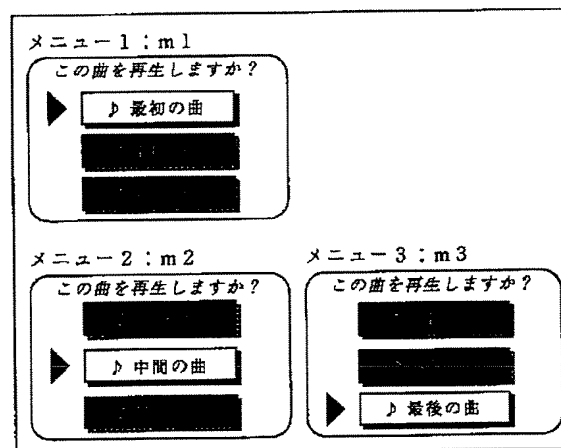 メニュー1：m1
この曲を再生しますか？
♪ 最初の曲
メニュー2：m2
この曲を再生しますか？
♪ 中間の曲
メニュー3：m3
この曲を再生しますか？
♪ 最後の曲